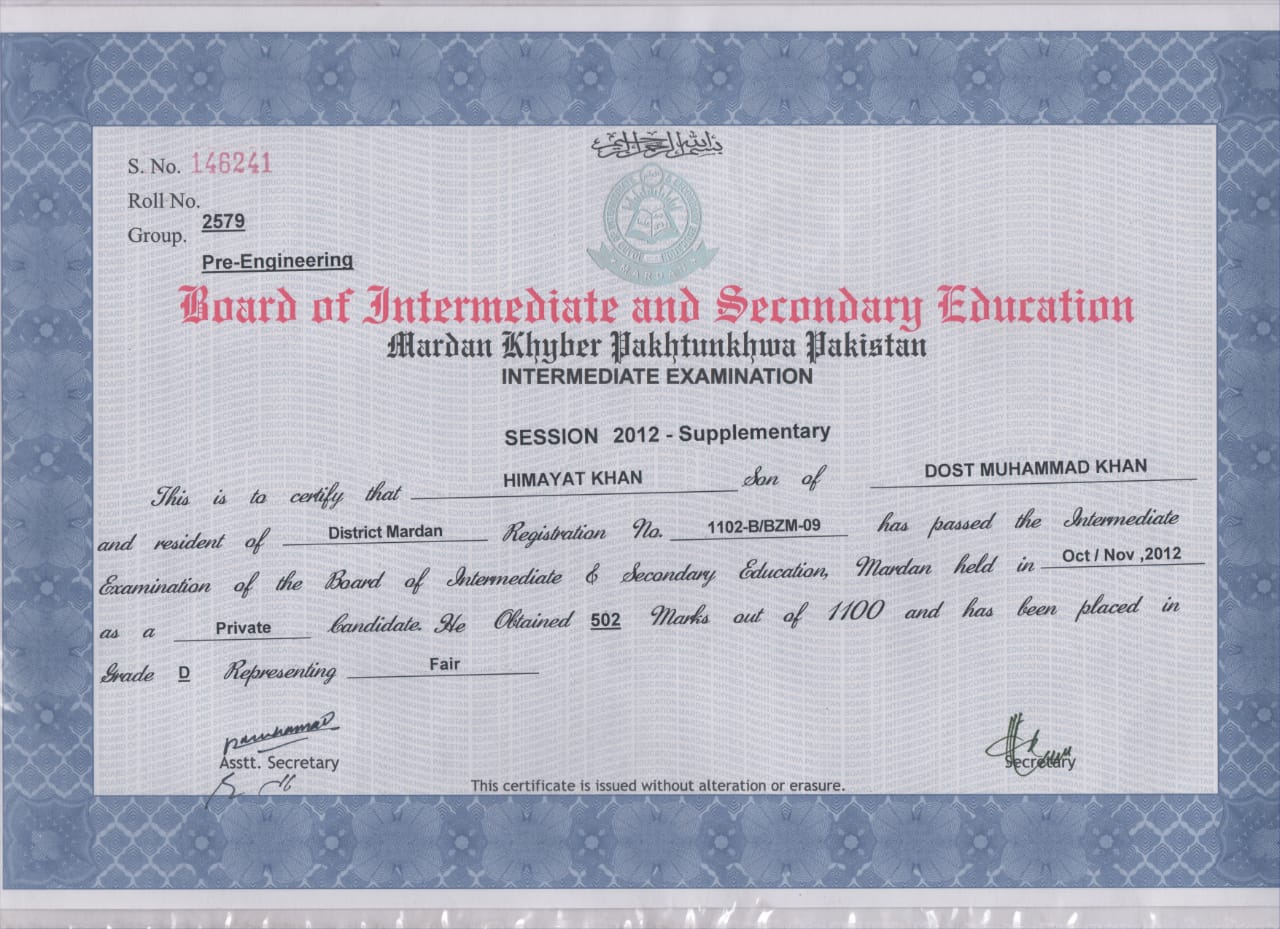 بسم الله الرحمن الرحيم
S. No. 146241
Roll No.
2579
Group.
Pre-Engineering
MARDAN
Board of Intermediate and Secondary Education
Mardan Khyber Pakhtunkhwa Pakistan
INTERMEDIATE EXAMINATION
SESSION 2012 - Supplementary
This is to certify that HIMAYAT KHAN Son of DOST MUHAMMAD KHAN
and resident of District Mardan Registration No. 1102-B/BZM-09 has passed the Intermediate
Examination of the Board of Intermediate & Secondary Education, Mardan held in Oct / Nov ,2012
as a Private Candidate. He Obtained 502 Marks out of 1100 and has been placed in
Grade D Representing Fair
Asstt. Secretary
Secretary
This certificate is issued without alteration or erasure.